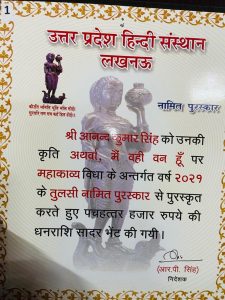 1
उत्तर प्रदेश हिन्दी संस्थान
लखनऊ
नामित पुरस्कार
श्री आनन्द कुमार सिंह को उनकी
कृति अथवा, मैं वही वन हूँ पर
महाकाव्य विधा के अन्तर्गत वर्ष २०२१
के तुलसी नामित पुरस्कार से पुरस्कृत
करते हुए पचहत्तर हजार रुपये की
धनराशि सादर भेंट की गयी।
(आर.पी. सिंह)
निदेशक